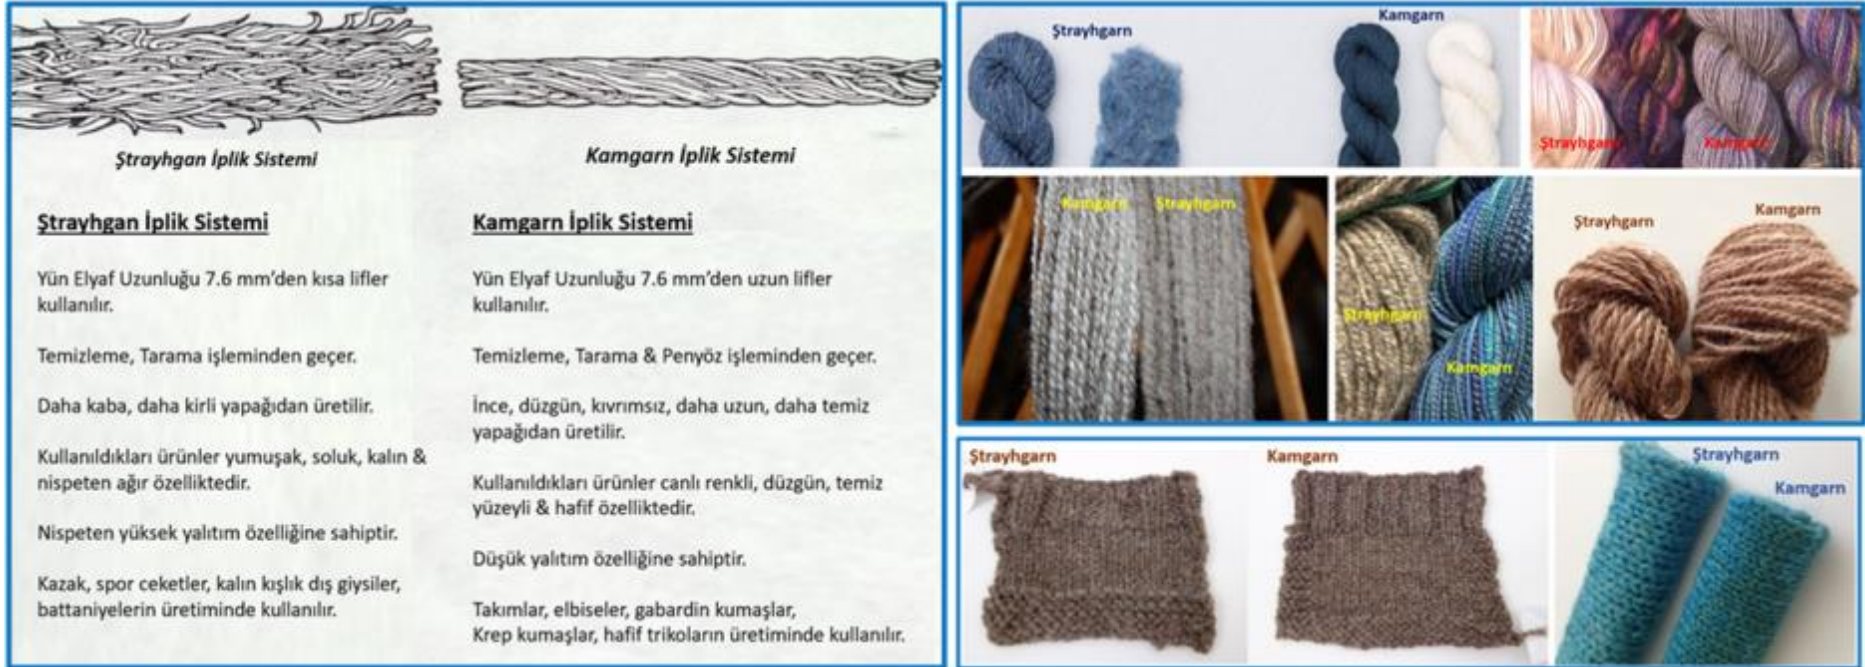 Ştrayhgan İplik Sistemi
Kamgarn İplik Sistemi
Ştrayhgan İplik Sistemi
Yün Elyaf Uzunluğu 7.6 mm'den kısa lifler
kullanılır.
Temizleme, Tarama işleminden geçer.
Daha kaba, daha kirli yapağıdan üretilir.
Kullanıldıkları ürünler yumuşak, soluk, kalın &
nispeten ağır özelliktedir.
Nispeten yüksek yalıtım özelliğine sahiptir.
Kazak, spor ceketler, kalın kışlık dış giysiler,
battaniyelerin üretiminde kullanılır.
Kamgarn İplik Sistemi
Yün Elyaf Uzunluğu 7.6 mm'den uzun lifler
kullanılır.
Temizleme, Tarama & Penyöz işleminden geçer.
İnce, düzgün, kıvrımsız, daha uzun, daha temiz
yapağıdan üretilir.
Kullanıldıkları ürünler canlı renkli, düzgün, temiz
yüzeyli & hafif özelliktedir.
Düşük yalıtım özelliğine sahiptir.
Takımlar, elbiseler, gabardin kumaşlar,
Krep kumaşlar, hafif trikoların üretiminde kullanılır.
Ştrayhgarn
Kamgarn
Ştrayhgarn
Kamgarn
Kamgarn
Ştrayhgarn
Ştrayhgarn
Kamgarn
Ştrayhgarn
Kamgarn
Ştrayhgarn
Kamgarn
Ştrayhgarn
Kamgarn